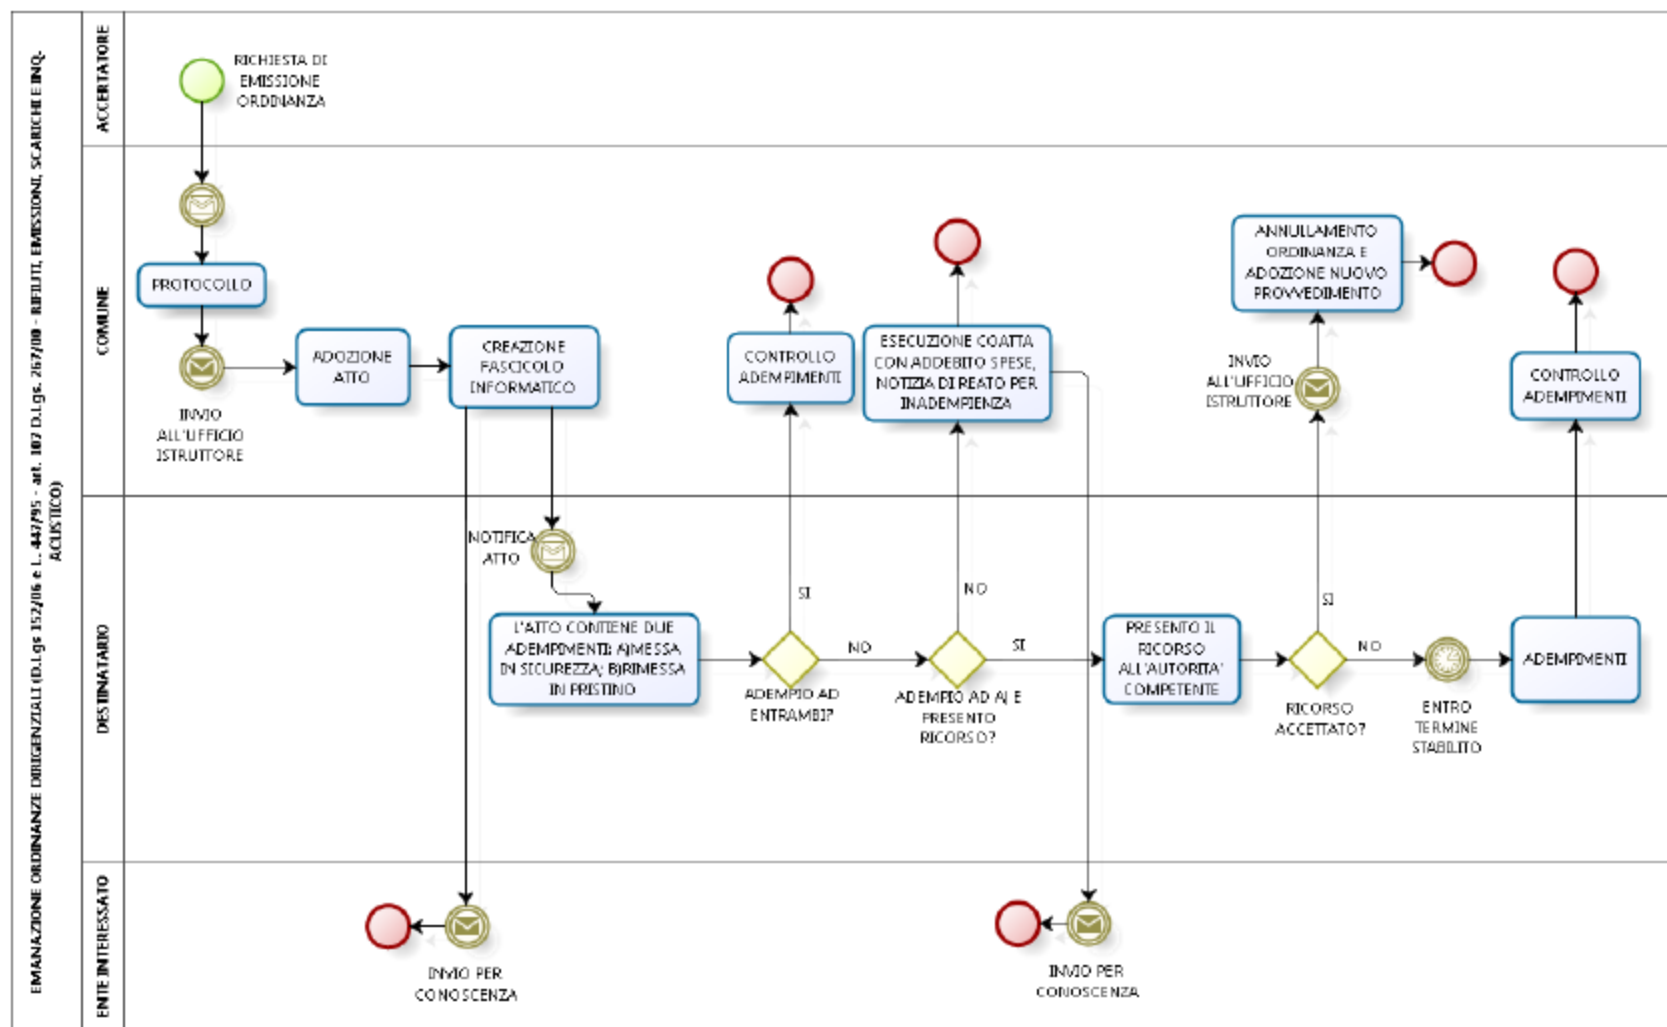 EMANAZIONE ORDINANZE DIRIGENZIALI (D.Lgs 152/06 e L. 447/95 - art. 107 D.Lgs. 267/00 - RIFIUTI, EMISSIONI, SCARICHI E INQ.
ACUSTICO)
ACCERTATORE
RICHIESTA DI
EMISSIONE
ORDINANZA
COMUNE
PROTOCOLLO
INVIO
ALL'UFFICIO
ISTRUTTORE
ADOZIONE
ATTO
CREAZIONE
FASCICOLO
INFORMATICO
CONTROLLO
ADEMPIMENTI
ESECUZIONE COATTA
CON ADDEBITO SPESE,
NOTIZIA DI REATO PER
INADEMPIENZA
ANNULLAMENTO
ORDINANZA E
ADOZIONE NUOVO
PROVVEDIMENTO
INVIO
ALL'UFFICIO
ISTRUTTORE
CONTROLLO
ADEMPIMENTI
DESTINATARIO
NOTIFICA
ATTO
L'ATTO CONTIENE DUE
ADEMPIMENTI: A)MESSA
IN SICUREZZA; B)RIMESSA
IN PRISTINO
SI
NO
ADEMPIO AD
ENTRAMBI?
NO
SI
ADEMPIO AD A) E
PRESENTO
RICORSO?
PRESENTO IL
RICORSO
ALL'AUTORITA'
COMPETENTE
SI
NO
RICORSO
ACCETTATO?
ENTRO
TERMINE
STABILITO
ADEMPIMENTI
ENTE INTERESSATO
INVIO PER
CONOSCENZA
INVIO PER
CONOSCENZA